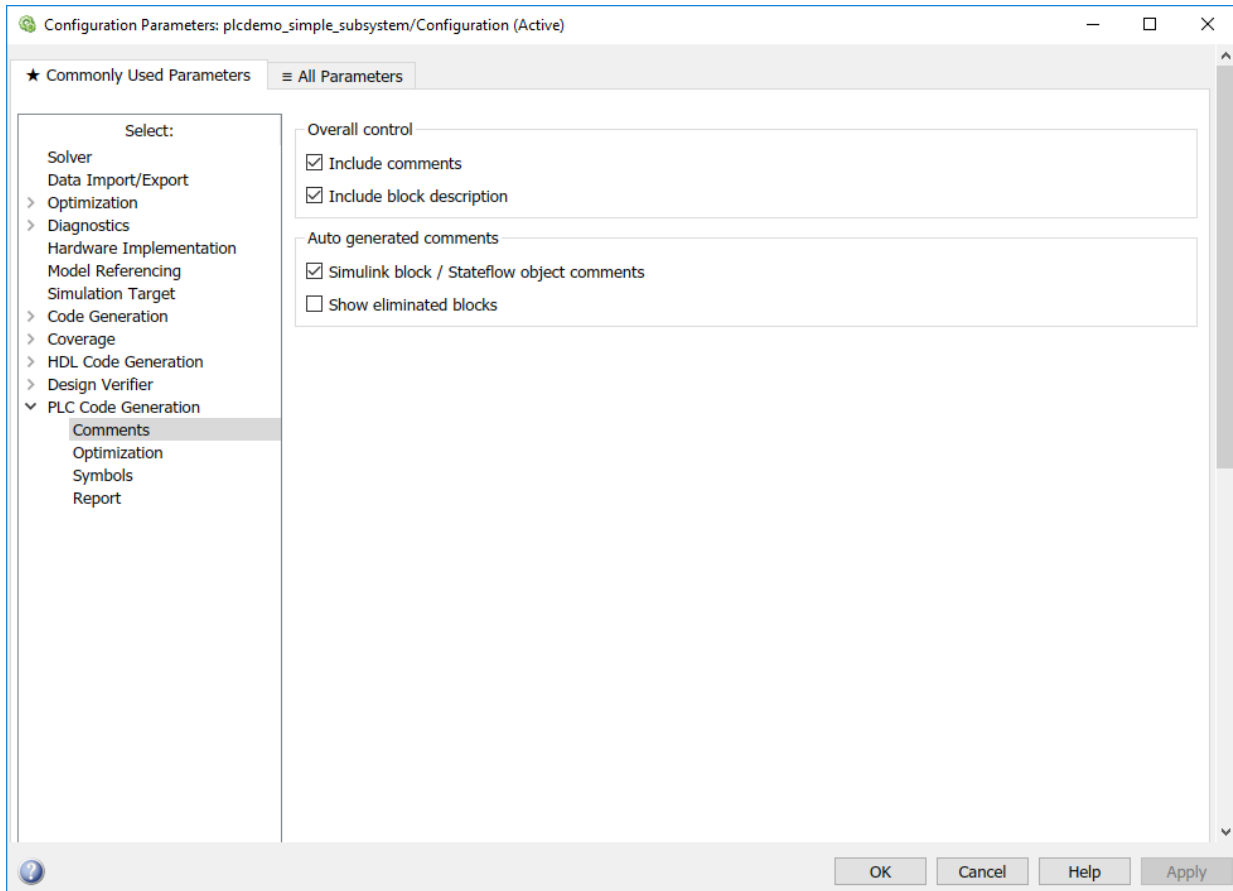 Configuration Parameters: plcdemo_simple_subsystem/Configuration (Active)
★ Commonly Used Parameters
≡ All Parameters
Select:
Solver
Data Import/Export
Optimization
Diagnostics
Hardware Implementation
Model Referencing
Simulation Target
Code Generation
Coverage
HDL Code Generation
Design Verifier
PLC Code Generation
Comments
Optimization
Symbols
Report
Overall control
Include comments
Include block description
Auto generated comments
Simulink block / Stateflow object comments
Show eliminated blocks
OK
Cancel
Help
Apply